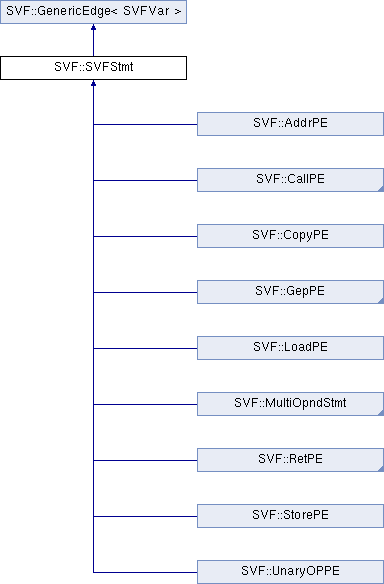 SVF::GenericEdge< SVFVar >
SVF::SVFStmt
SVF::AddrPE
SVF::CallPE
SVF::CopyPE
SVF::GepPE
SVF::LoadPE
SVF::MultiOpndStmt
SVF::RetPE
SVF::StorePE
SVF::UnaryOPPE